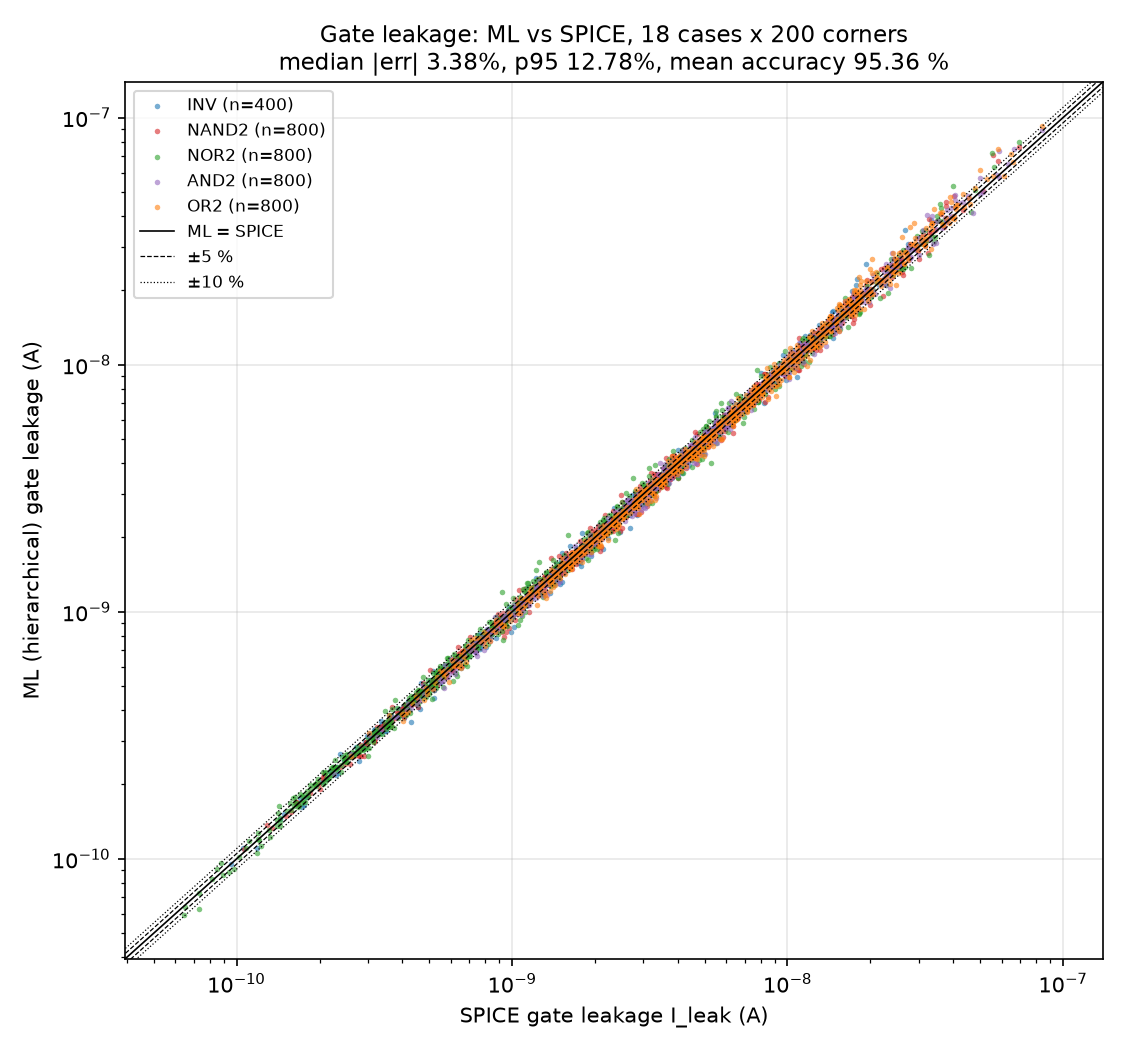 Gate leakage: ML vs SPICE, 18 cases x 200 corners
median |err| 3.38%, p95 12.78%, mean accuracy 95.36 %
INV (n=400)
NAND2 (n=800)
NOR2 (n=800)
AND2 (n=800)
OR2 (n=800)
ML = SPICE
±5 %
±10 %
ML (hierarchical) gate leakage (A)
10⁻⁷
10⁻⁸
10⁻⁹
10⁻¹⁰
10⁻¹⁰ 10⁻⁹ 10⁻⁸ 10⁻⁷
SPICE gate leakage I_leak (A)